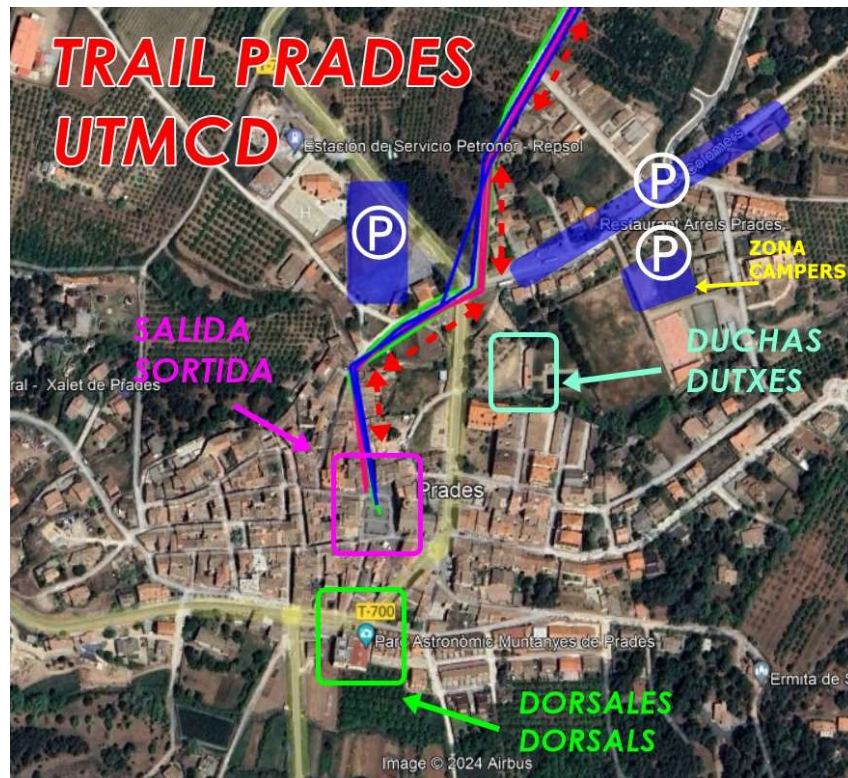 TRAIL PRADES
UTMCD
Estación de Servicio Petronor - Repsol
H
P
P
Restaurant Arrels Prades
P
ZONA
CAMPERS
SALIDA
SORTIDA
DUCHAS
DUTXES
ral - Xalet de Prades
Prades
T-700
Parc Astronòmic Muntanyes de Prades
Ermita de S
DORSALES
DORSALS
Image © 2024 Airbus